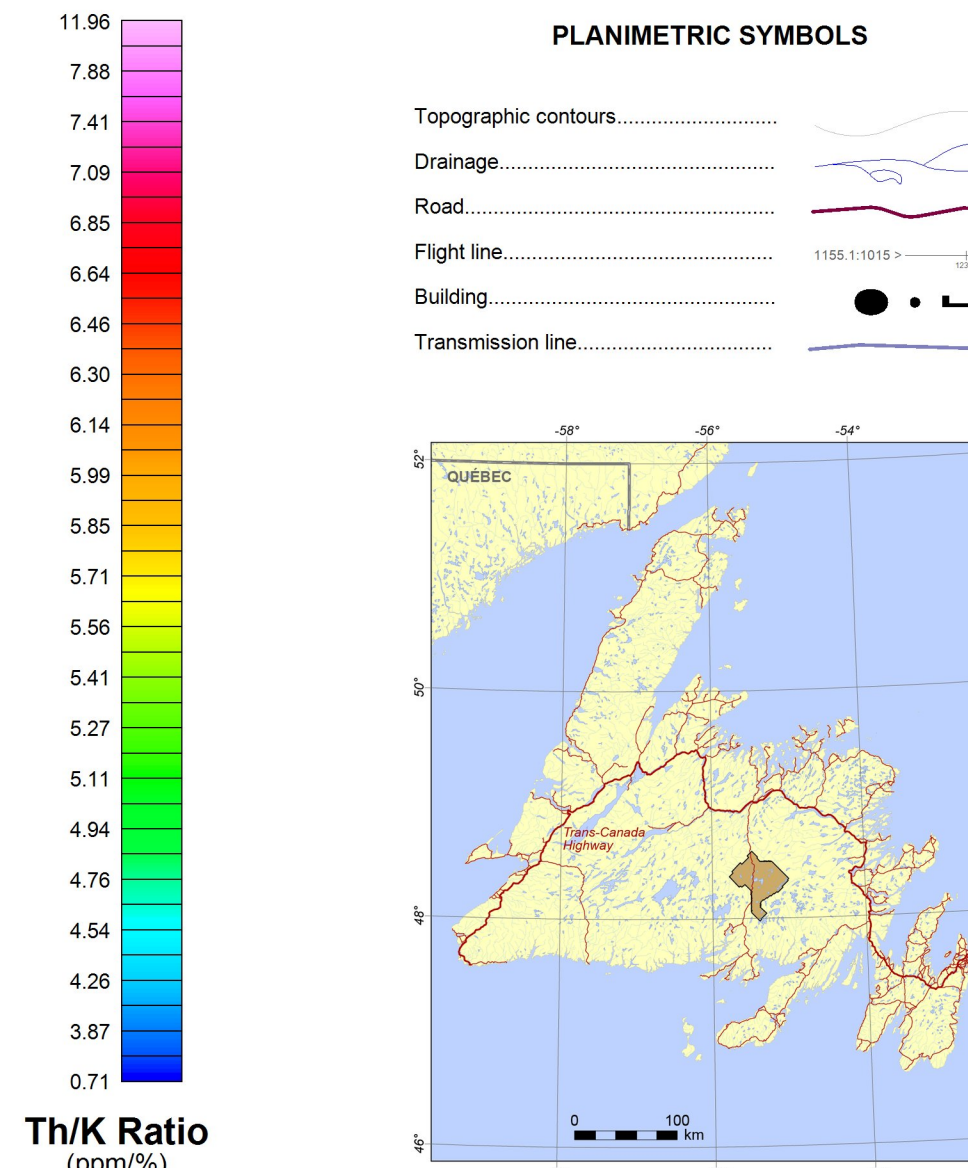 11.96
7.88
7.41
7.09
6.85
6.64
6.46
6.30
6.14
5.99
5.85
5.71
5.56
5.41
5.27
5.11
4.94
4.76
4.54
4.26
3.87
0.71
Th/K Ratio
(ppm/%)
PLANIMETRIC SYMBOLS
Topographic contours
Drainage
Road
Flight line
1155.1:1015 >
123
Building
Transmission line
-58° -56° -54°
52°
QUÉBEC
50°
Trans-Canada
Highway
48°
0 100
km
46°